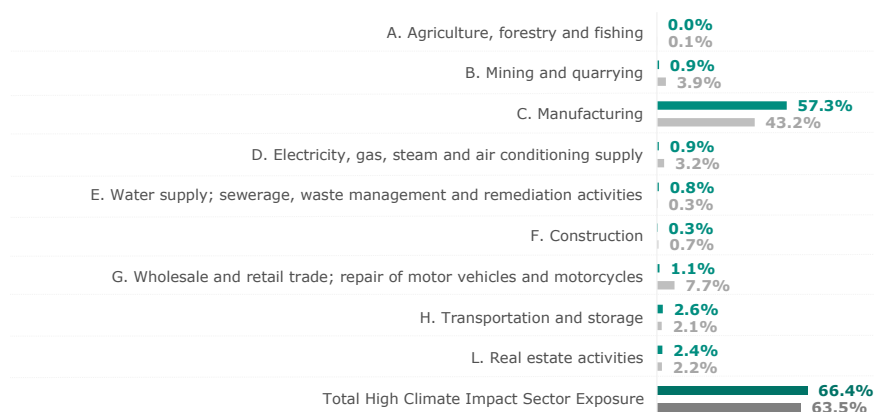 A. Agriculture, forestry and fishing
0.0%
0.1%
B. Mining and quarrying
0.9%
3.9%
C. Manufacturing
57.3%
43.2%
D. Electricity, gas, steam and air conditioning supply
0.9%
3.2%
E. Water supply; sewerage, waste management and remediation activities
0.8%
0.3%
F. Construction
0.3%
0.7%
G. Wholesale and retail trade; repair of motor vehicles and motorcycles
1.1%
7.7%
H. Transportation and storage
2.6%
2.1%
L. Real estate activities
2.4%
2.2%
Total High Climate Impact Sector Exposure
66.4%
63.5%